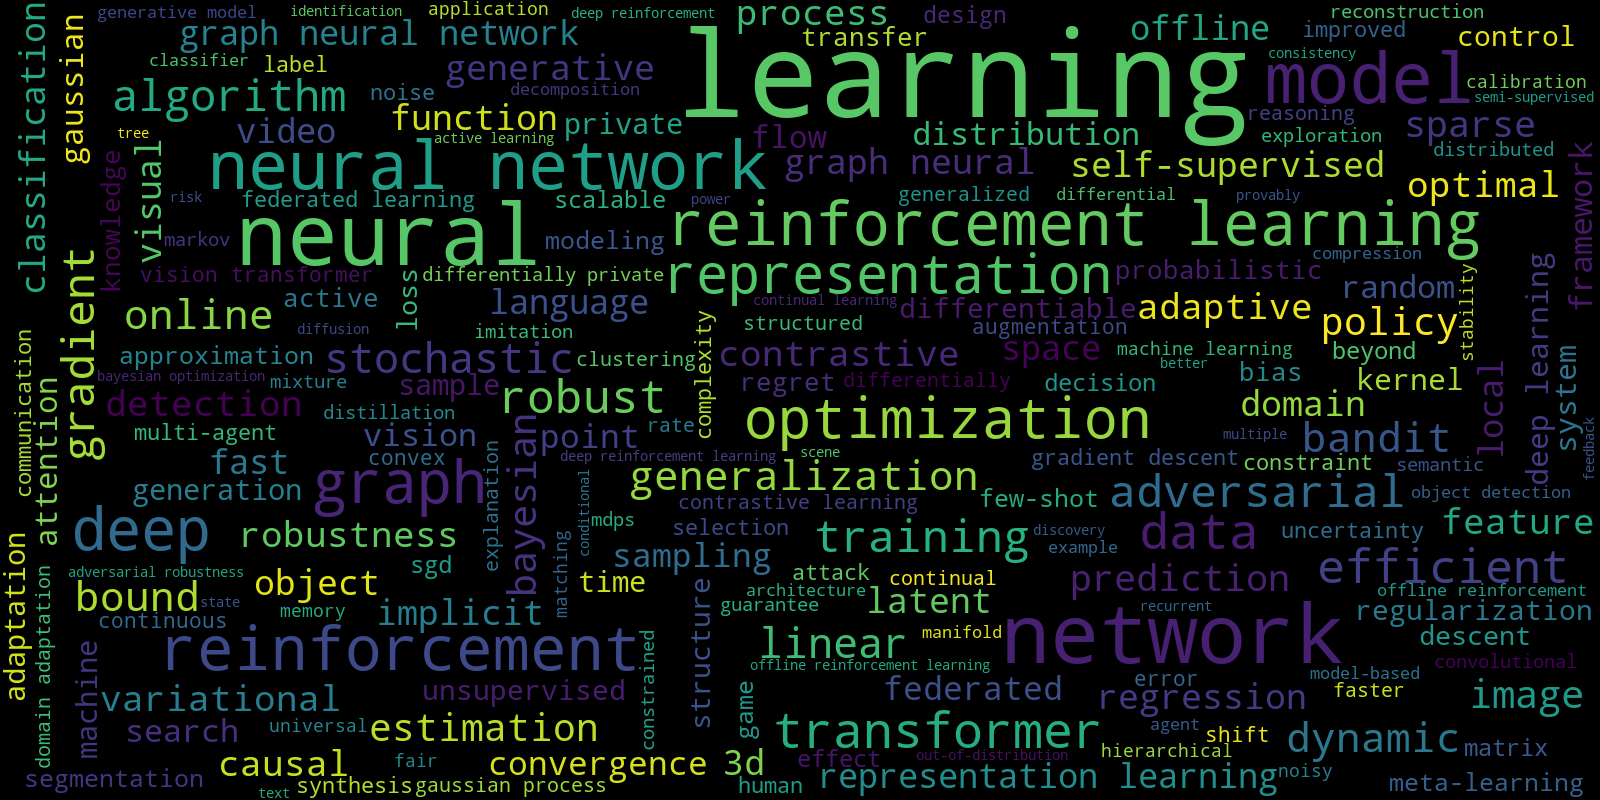 generative model
identification
application
deep reinforcement
process
design
reconstruction
classification
gaussian
graph neural network
transfer
offline
improved
control
learning
classifier
label
generative
decomposition
consistency
model
calibration
semi-supervised
algorithm
noise
function
private
reasoning
sparse
tree
video
active learning
flow
distribution
exploration
distributed
knowledge
visual
neural network
graph neural
self-supervised
optimal
framework
risk
federated learning
scalable
power
generalized
differential
provably
markov
neural
modeling
reinforcement learning
compression
vision transformer
loss
differentially private
representation
probabilistic
stability
deep learning
gradient
active
language
continual learning
differentiable
adaptive
random
online
diffusion
imitation
complexity
structured
augmentation
policy
communication
approximation
stochastic
clustering
contrastive
space
machine learning
better
beyond
system
bayesian optimization
mixture
sample
regret
differentially
decision
bias
kernel
local
attention
detection
distillation
robust
rate
optimization
domain
feedback
multi-agent
vision
bayesian
point
multiple
bandit
fast
convex
deep reinforcement learning
scene
gradient descent
constraint
semantic
generation
graph
explanation
conditional
generalization
contrastive learning
few-shot
adversarial
object detection
deep
robustness
mdps
selection
training
discovery
data
uncertainty
feature
adaptation
domain adaptation
adversarial robustness
sgd
matching
sampling
example
object
time
attack
continual
prediction
efficient
bound
state
memory
implicit
structure
architecture
guarantee
latent
recurrent
offline reinforcement
regularization
continuous
machine
reinforcement
constrained
linear
manifold
network
descent
offline reinforcement learning
model-based
convolutional
variational
unsupervised
game
federated
error
regression
faster
image
search
universal
estimation
transformer
agent
shift
dynamic
matrix
causal
fair
convergence
3d
effect
out-of-distribution
hierarchical
segmentation
text
synthesis
gaussian process
human
representation learning
noisy
meta-learning